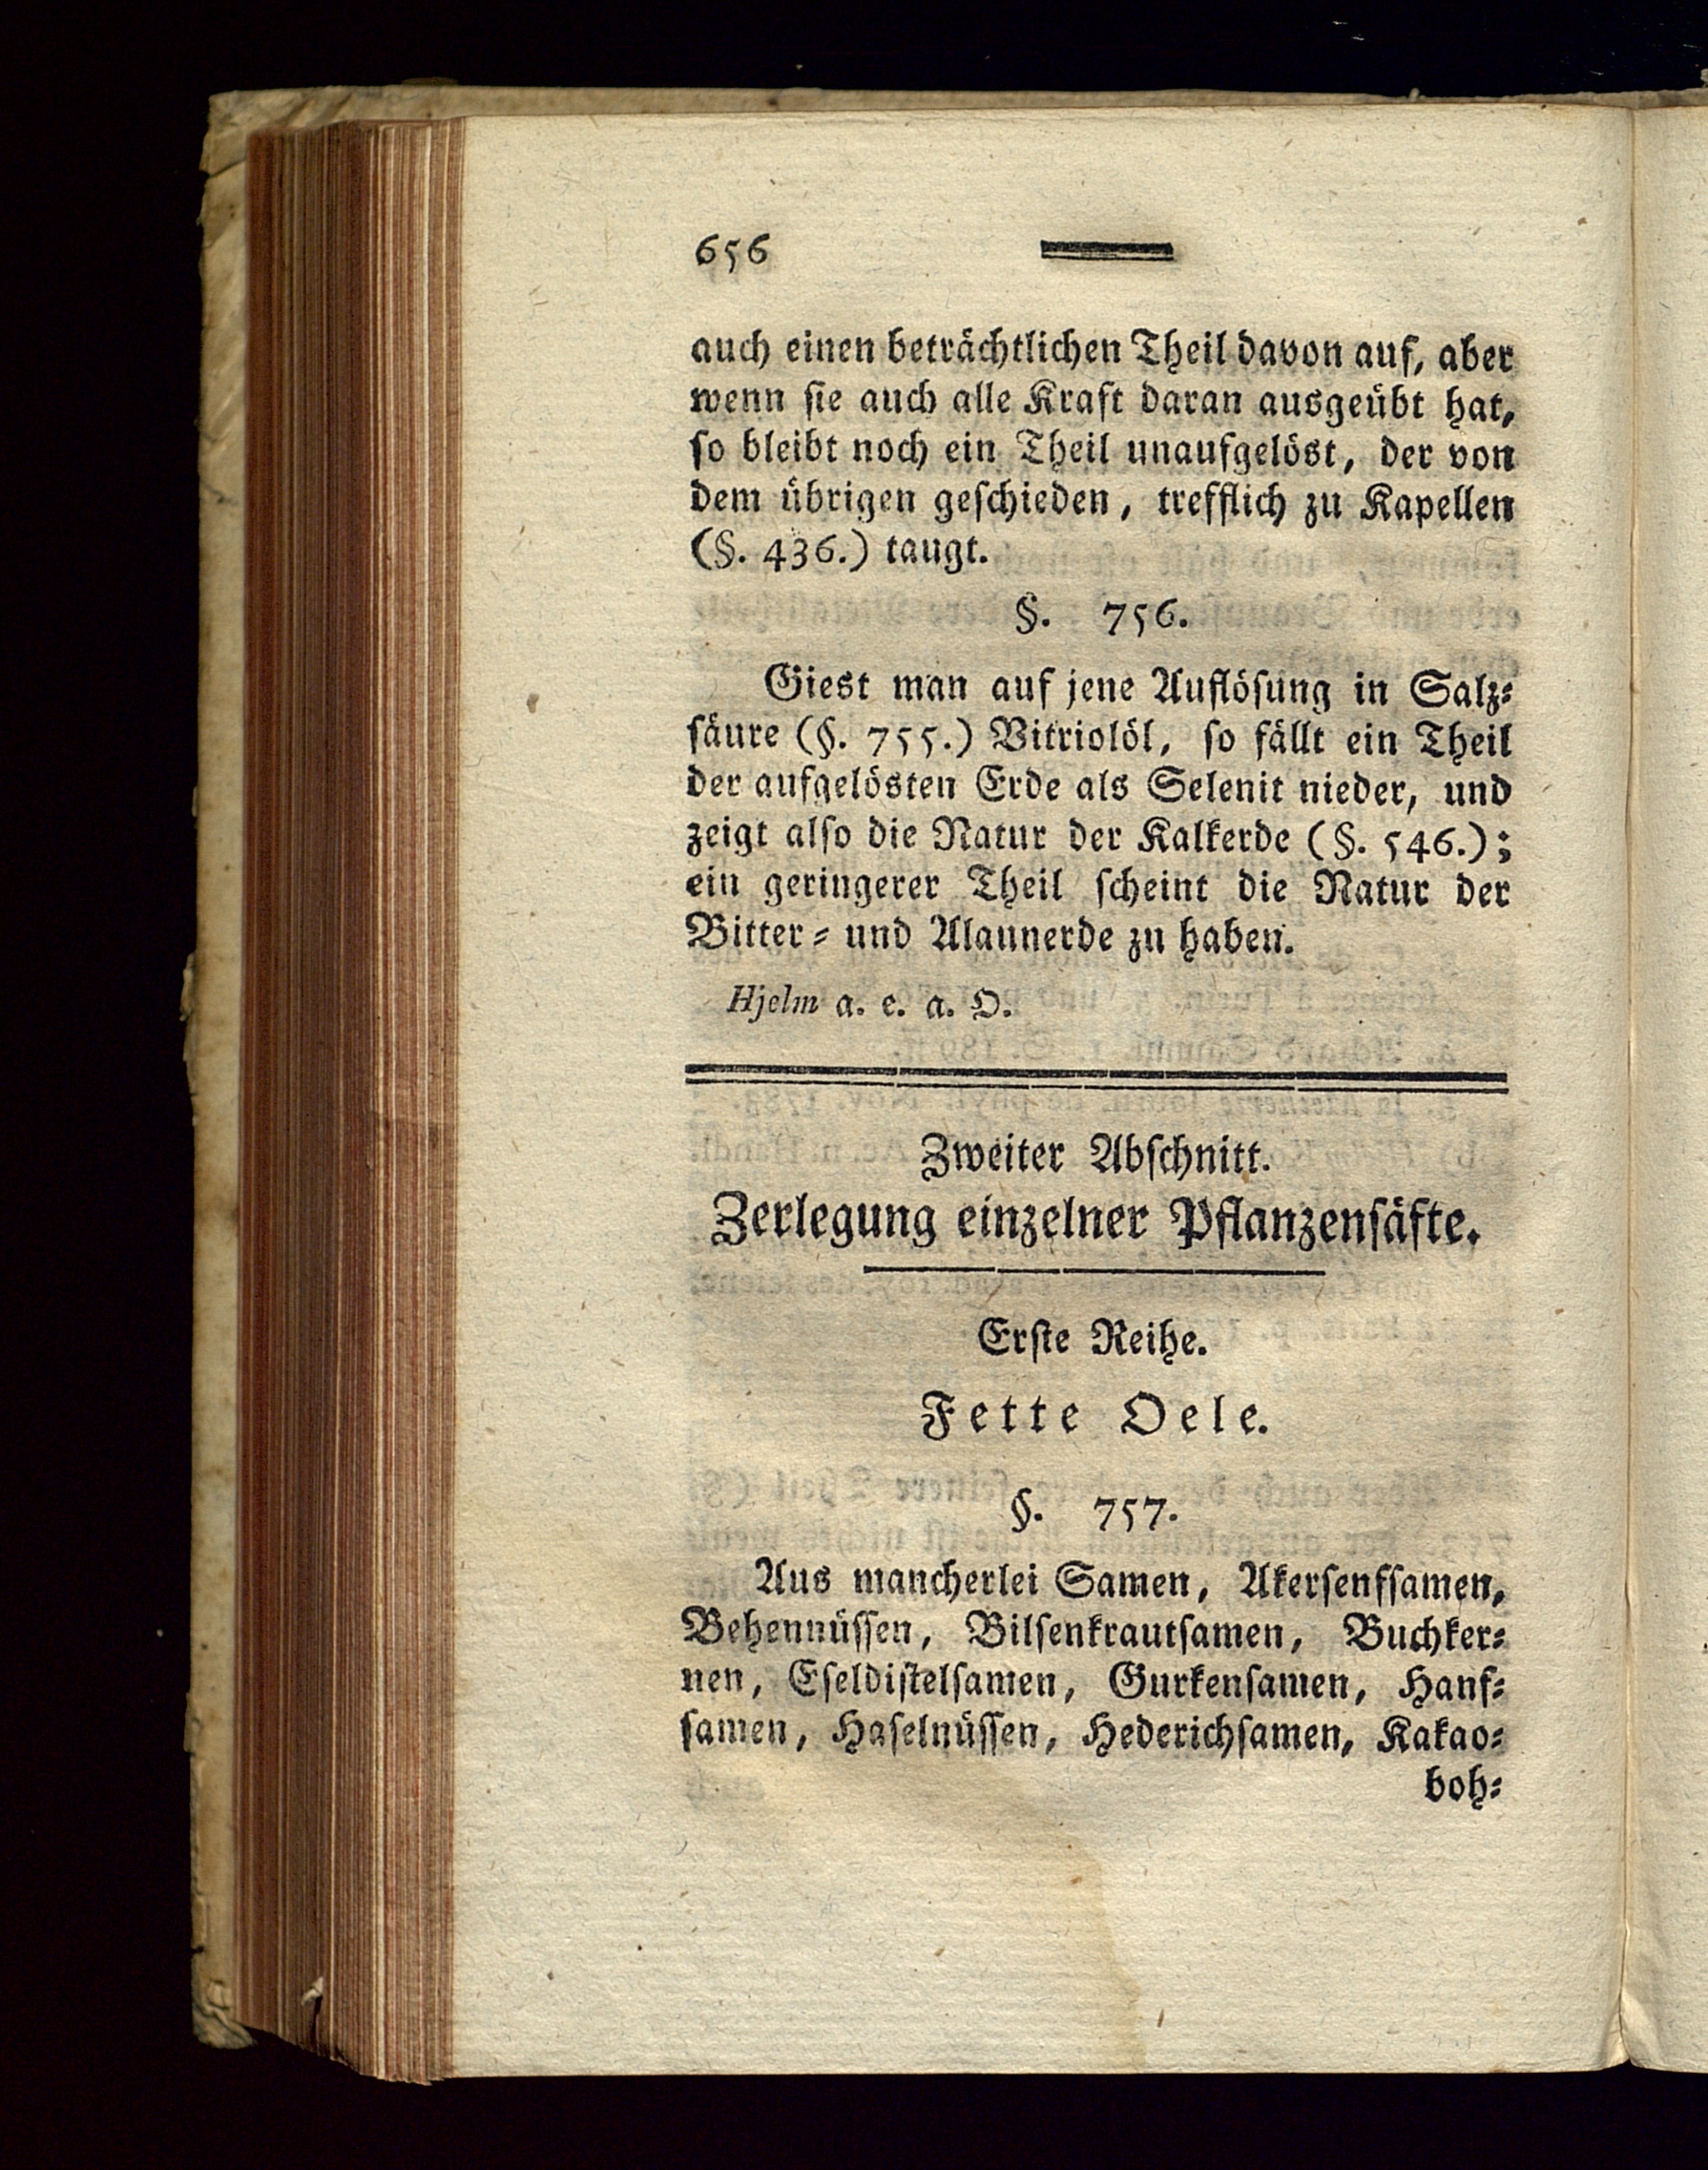 656
auch einen beträchtlichen Theil davon auf, aber
wenn ſie auch alle Kraft daran ausgeübt hat,
ſo bleibt noch ein Theil unaufgelöst, der von
dem übrigen geſchieden, trefflich zu Kapellen
(§. 436.) taugt.
§. 756.
Giest man auf jene Auflöſung in Salz⸗
ſäure (§. 755.) Vitriolöl, ſo fällt ein Theil
der aufgelösten Erde als Selenit nieder, und
zeigt alſo die Natur der Kalkerde (§. 546.);
ein geringerer Theil ſcheint die Natur der
Bitter⸗ und Alaunerde zu haben.
Hjelm a. e. a. O.
Zweiter Abſchnitt.
Zerlegung einzelner Pflanzenſäfte.
Erſte Reihe.
Fette Oele.
§. 757.
Aus mancherlei Samen, Akerſenfſamen,
Behennüſſen, Bilſenkrautſamen, Buchker⸗
nen, Eſeldiſtelſamen, Gurkenſamen, Hanf⸗
ſamen, Haſelnüſſen, Hederichſamen, Kakao⸗
boh⸗